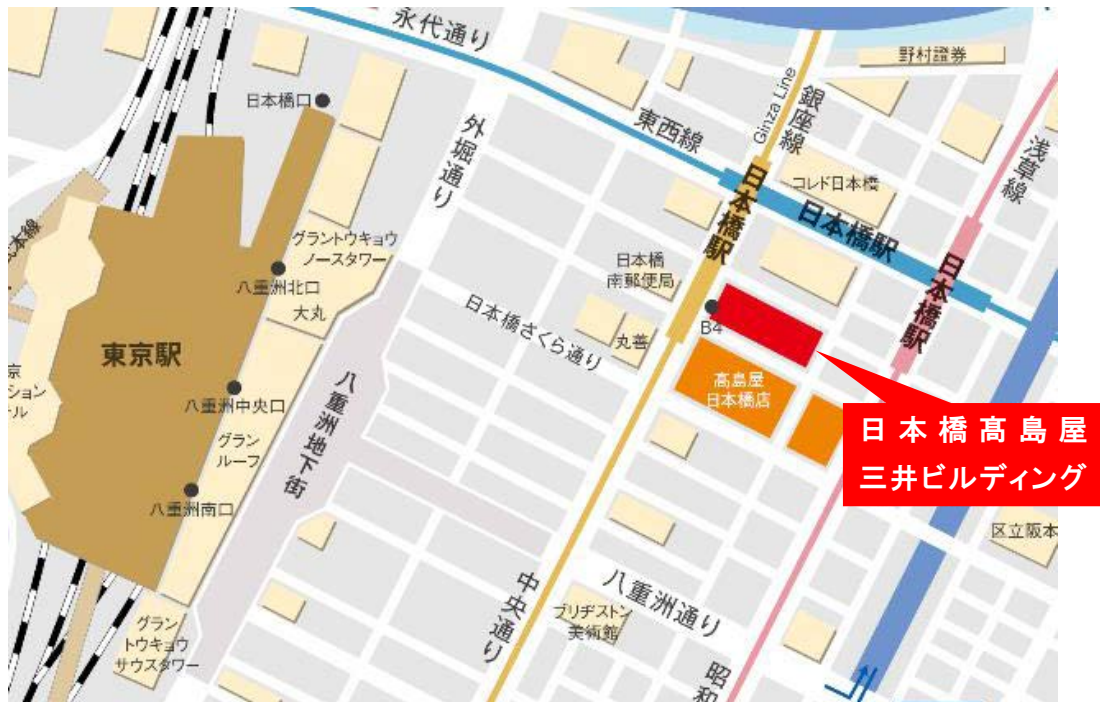 永代通り
野村證券
日本橋口
外堀通り
東西線
Ginza Line
銀座線
浅草線
コレド日本橋
日本橋駅
日本橋駅
日本橋駅
グラントウキョウ
ノースタワー
日本橋
南郵便局
八重洲北口
大丸
日本橋さくら通り
丸善
B4
東京駅
髙島屋
日本橋店
八重洲中央口
八重洲地下街
グラン
ルーフ
日本橋髙島屋
三井ビルディング
八重洲南口
区立阪本
中央通り
八重洲通り
ブリヂストン
美術館
グラン
トウキョウ
サウスタワー
昭和